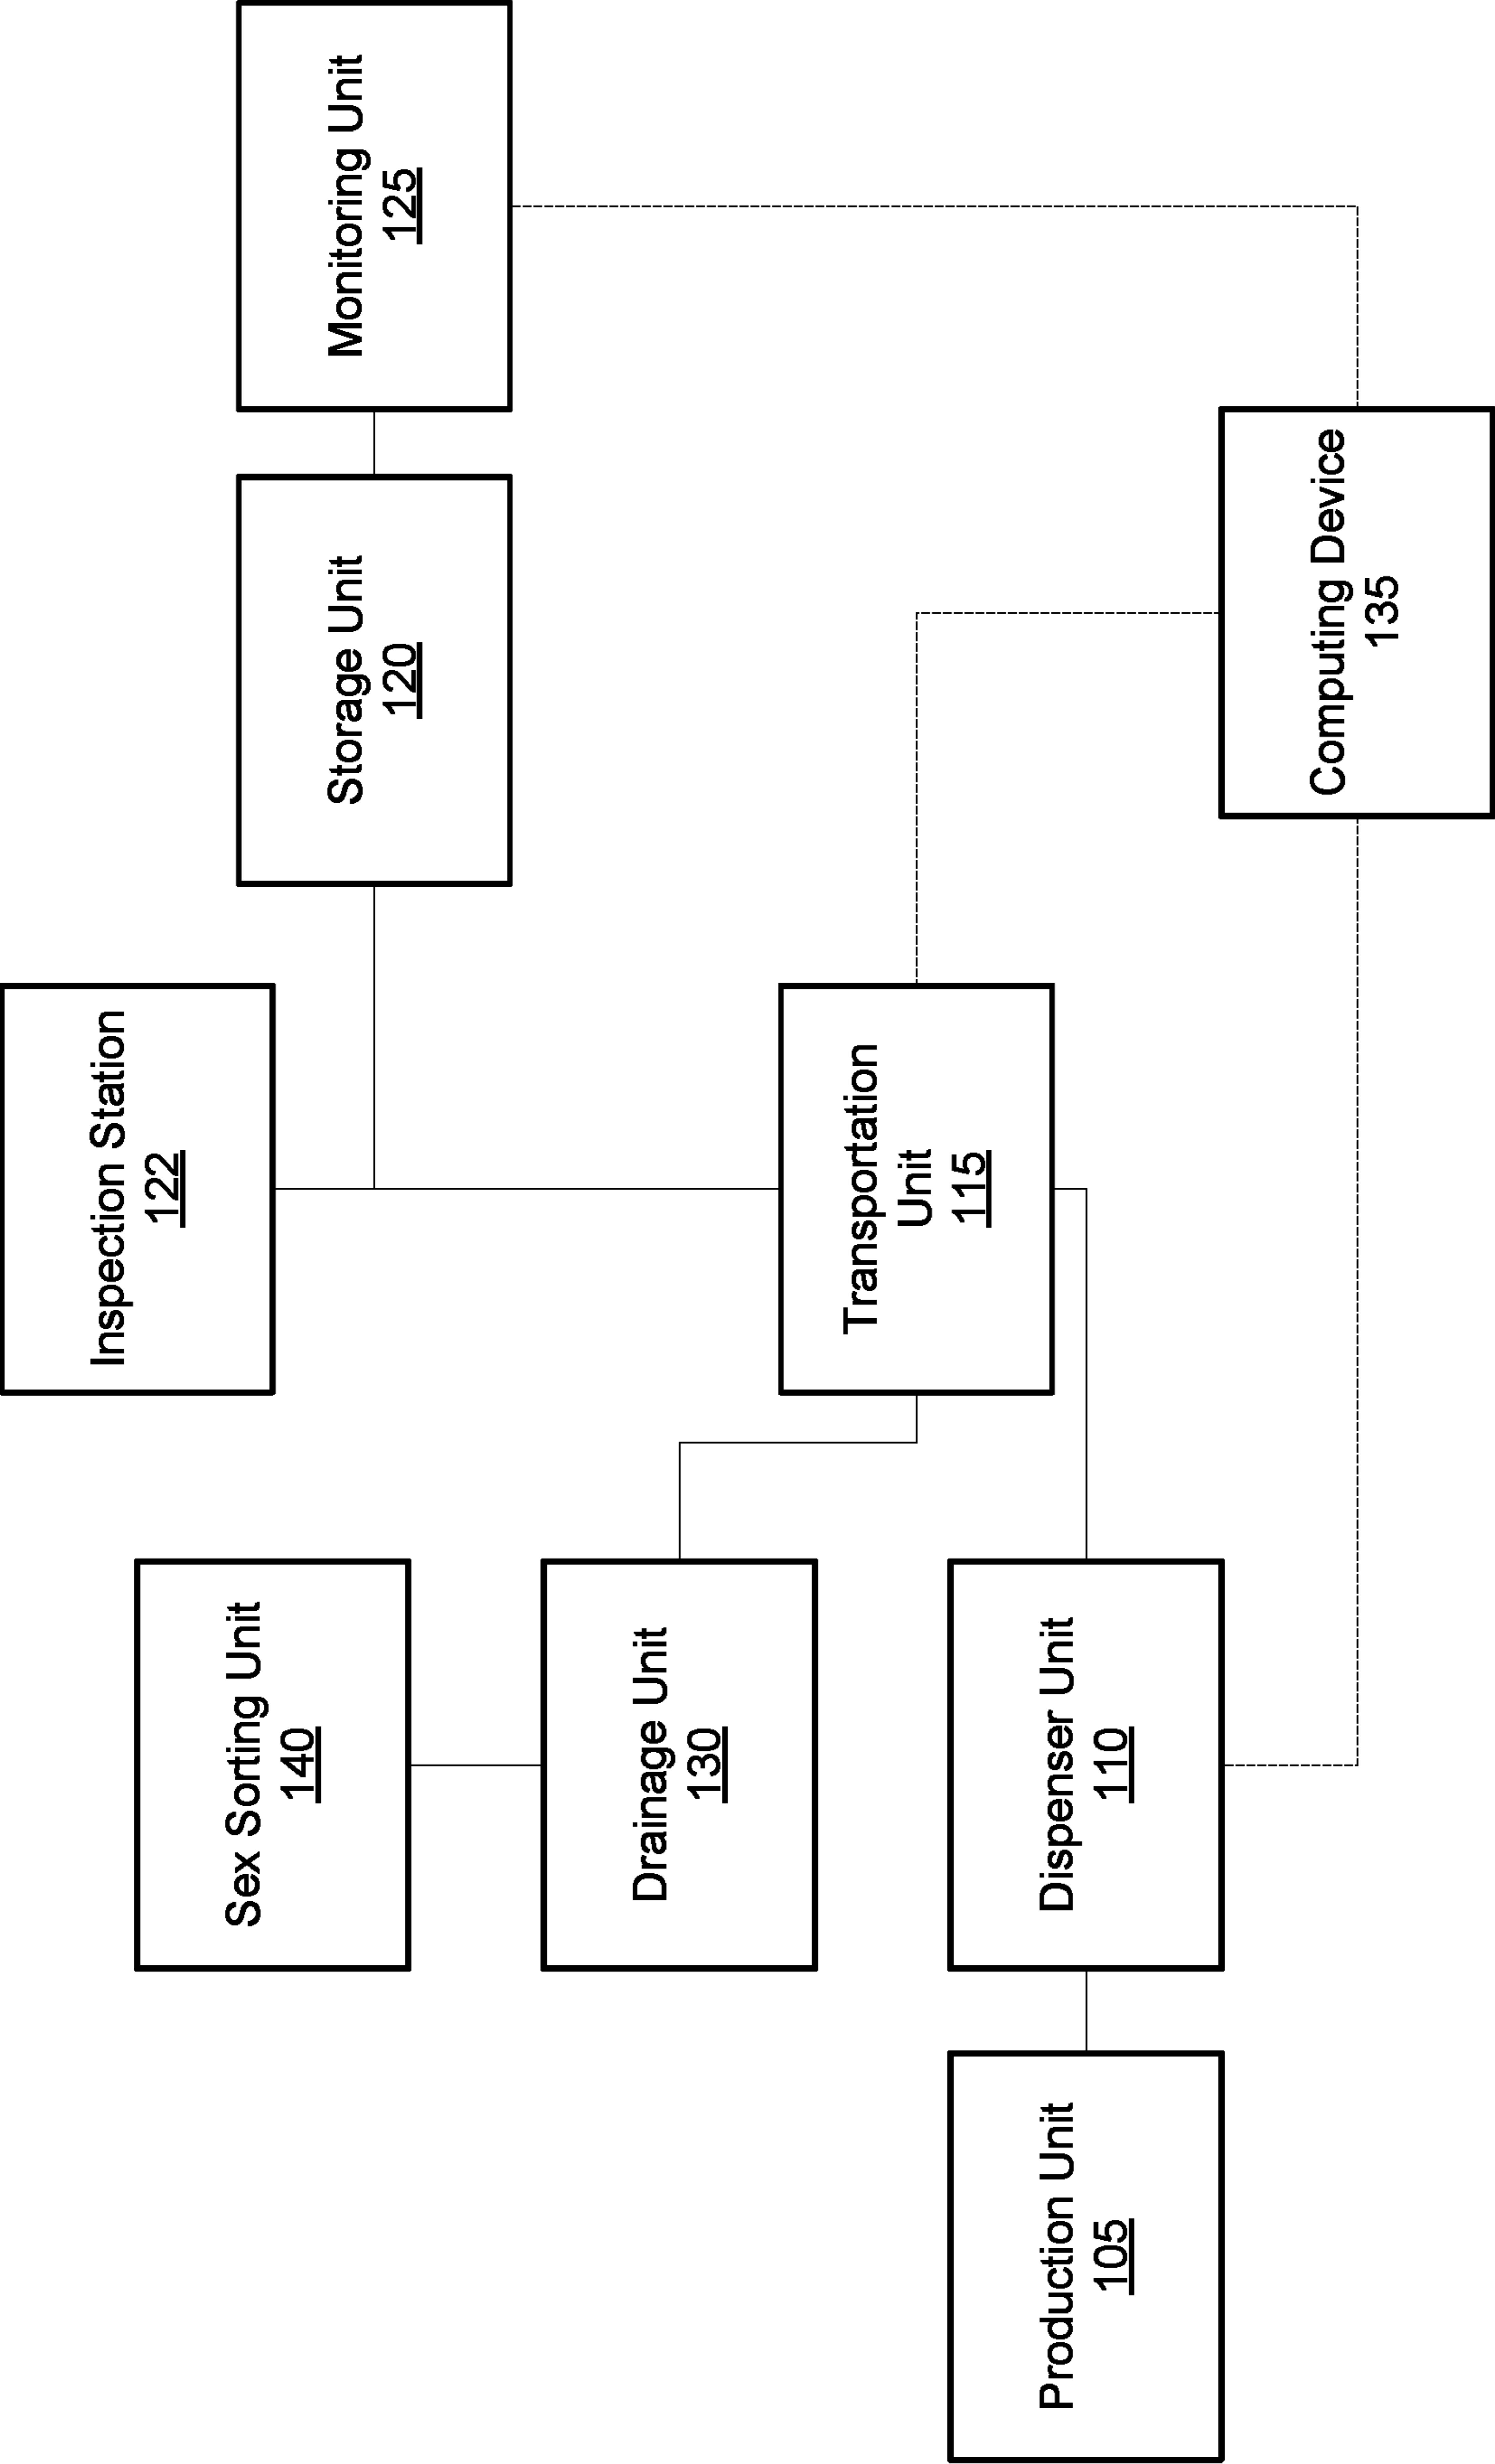 Inspection Station
122
Sex Sorting Unit
140
Storage Unit
120
Monitoring Unit
125
Drainage Unit
130
Transportation
Unit
115
Production Unit
105
Dispenser Unit
110
Computing Device
135